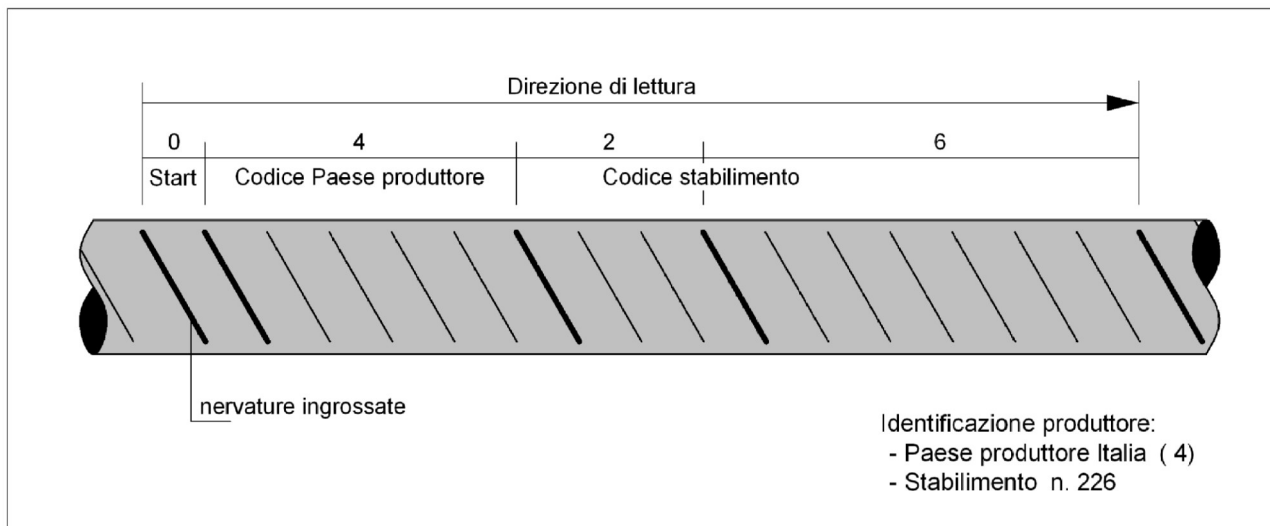 Direzione di lettura
0 4 2 6
Start Codice Paese produttore Codice stabilimento
nervature ingrossate
Identificazione produttore:
- Paese produttore Italia ( 4)
- Stabilimento n. 226